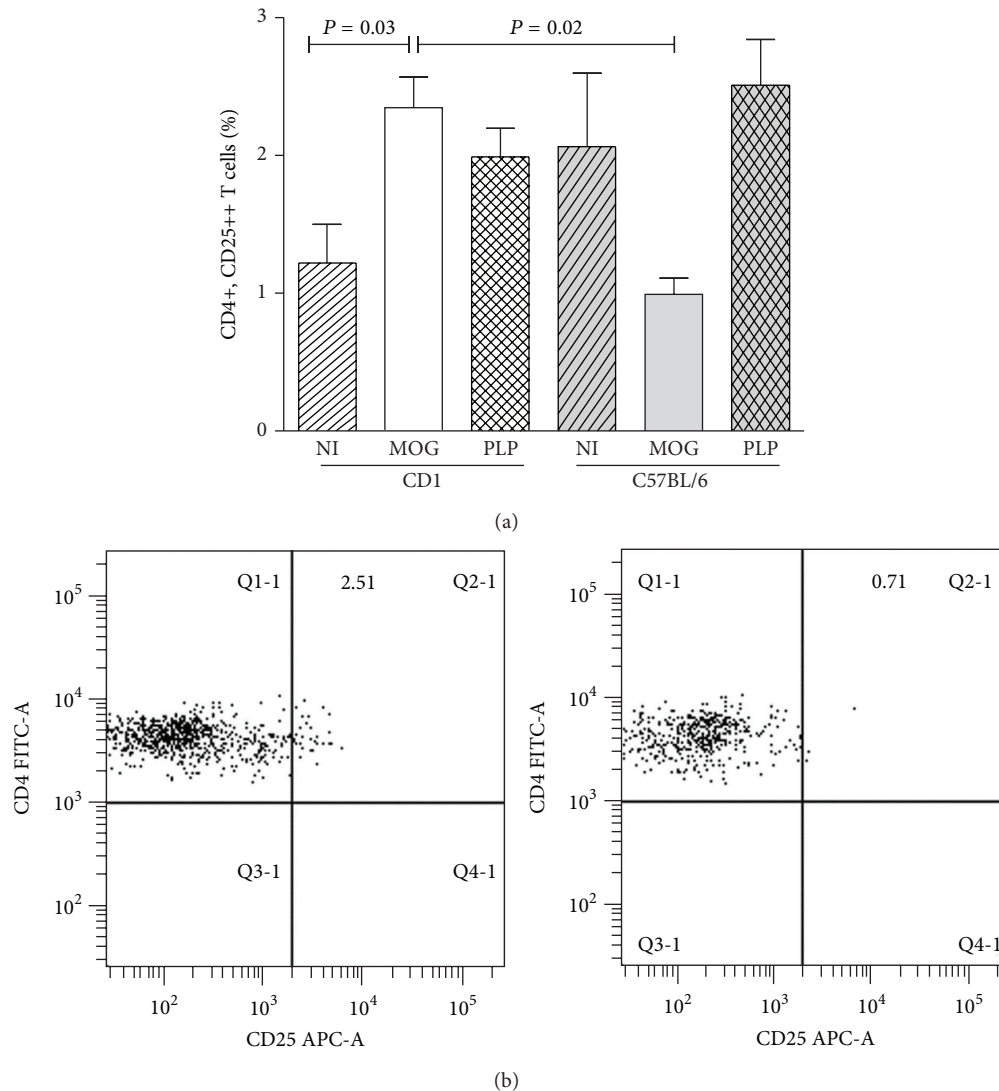 3
P = 0.03
P = 0.02
2
1
0
CD4+, CD25++ T cells (%)
NI MOG PLP NI MOG PLP
CD1 C57BL/6
(a)
Q1-1 2.51 Q2-1
10^5
10^4
10^3
10^2
Q3-1 Q4-1
CD4 FITC-A
10^2 10^3 10^4 10^5
CD25 APC-A
Q1-1 0.71 Q2-1
10^5
10^4
10^3
10^2
Q3-1 Q4-1
CD4 FITC-A
10^2 10^3 10^4 10^5
CD25 APC-A
(b)